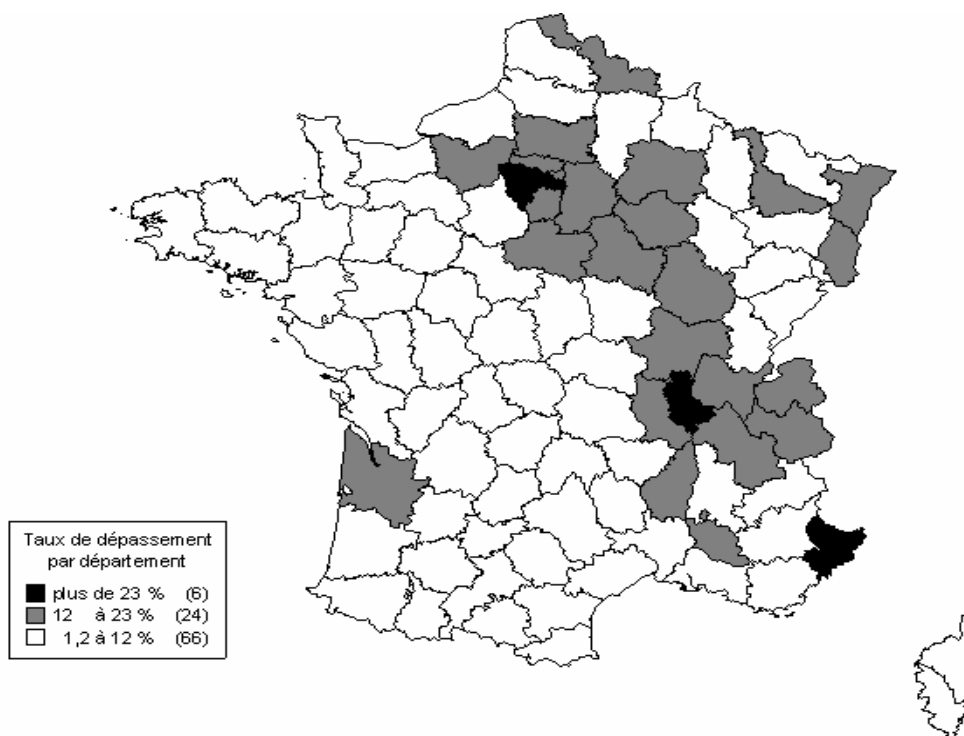 Taux de dépassement
par département
plus de 23 % (6)
12 à 23 % (24)
1,2 à 12 % (66)